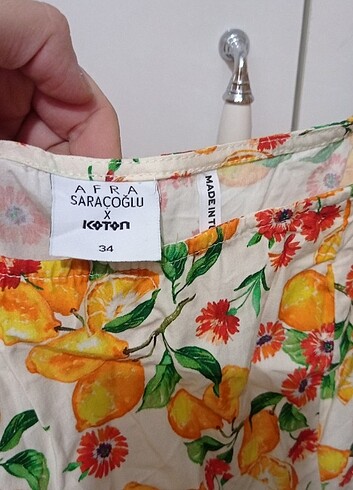 AFRA
SARAÇOĞLU
X
KOTON
34
MADE IN T